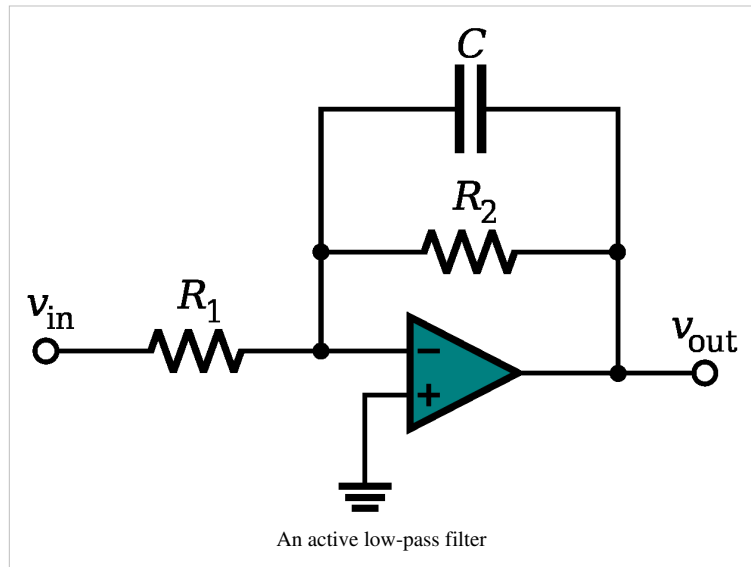 C
R2
R1
vin
vout
−
+
An active low-pass filter